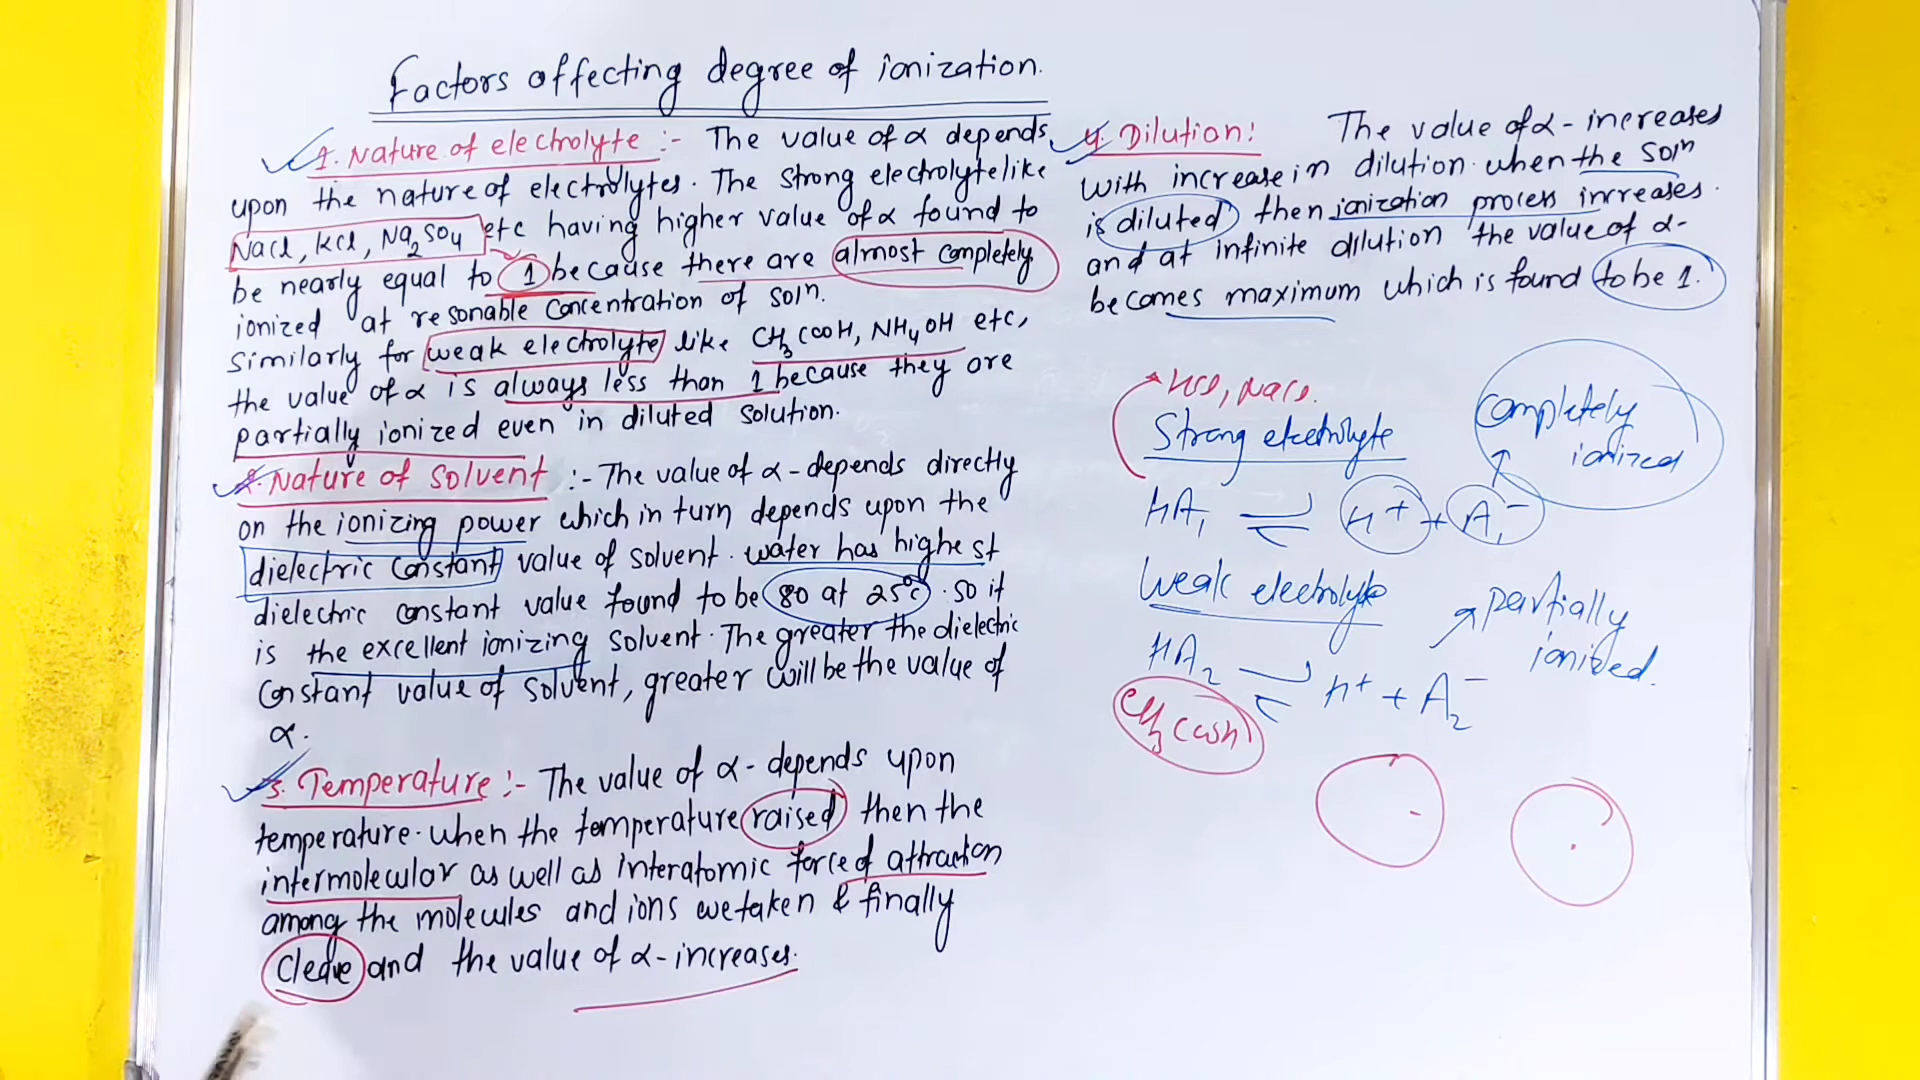 Factors affecting degree of ionization.
1. Nature of electrolyte :- The value of α depends
upon the nature of electrolytes. The strong electrolyte like
NaCl, KCl, Na2SO4 etc having higher value of α found to
be nearly equal to 1 because there are almost completely
ionized at resonable concentration of soln.
Similarly for weak electrolyte like CH3COOH, NH4OH etc,
the value of α is always less than 1 because they are
partially ionized even in diluted solution.
2. Nature of solvent :- The value of α - depends directly
on the ionizing power which in turn depends upon the
dielectric constant value of solvent. water has highest
dielectric constant value found to be 80 at 25°c. so it
is the excellent ionizing solvent. The greater the dielectric
constant value of solvent, greater will be the value of
α.
3. Temperature :- The value of α - depends upon
temperature. when the temperature raised then the
intermolecular as well as interatomic force of attraction
among the molecules and ions wetaken & finally
cleave and the value of α - increases.
4. Dilution: The value of α - increases
with increase in dilution. when the soln
is diluted then ionization process increases.
and at infinite dilution the value of α-
becomes maximum which is found to be 1.
HCl, NaCl.
Strong electrolyte
completely
ionized
HA1 ⇌ H+ + A1-
Weak electrolyte
partially
ionized.
HA2 ⇌ H+ + A2-
CH3COOH